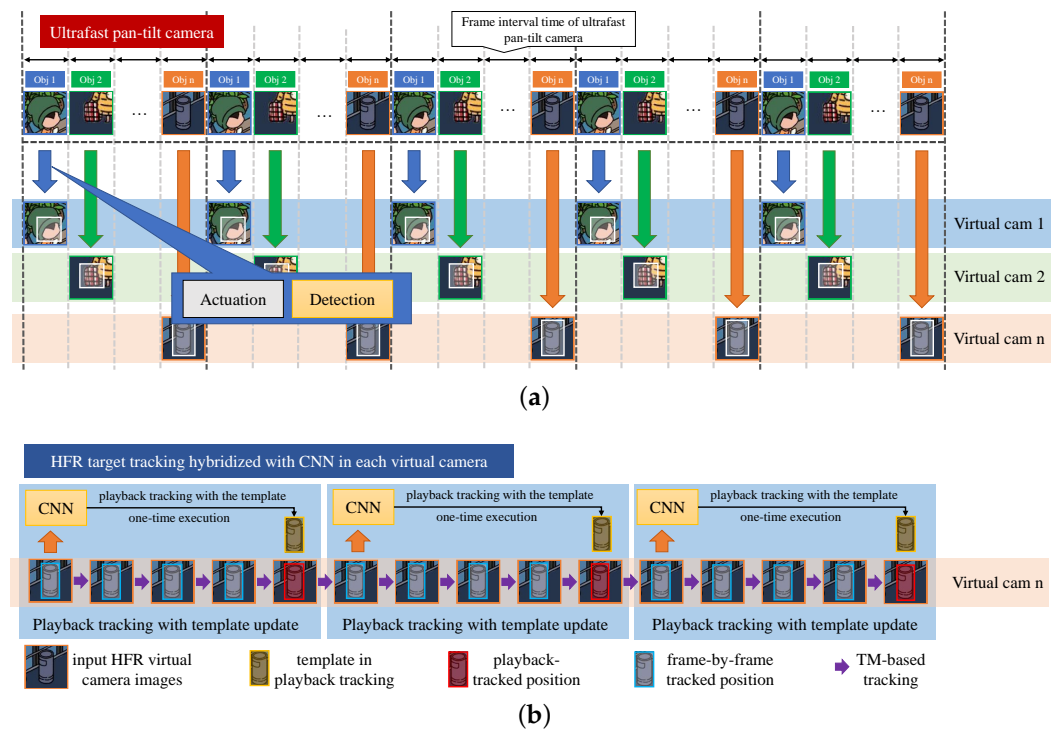 Ultrafast pan-tilt camera
Frame interval time of ultrafast
pan-tilt camera
Obj 1 Obj 2 Obj n Obj 1 Obj 2 Obj n Obj 1 Obj 2 Obj n Obj 1 Obj 2 Obj n Obj 1 Obj 2 Obj n
... ... ... ... ...
Virtual cam 1
Virtual cam 2
Actuation Detection
Virtual cam n
(a)
HFR target tracking hybridized with CNN in each virtual camera
CNN playback tracking with the template CNN playback tracking with the template CNN playback tracking with the template
one-time execution one-time execution one-time execution
Virtual cam n
Playback tracking with template update Playback tracking with template update Playback tracking with template update
input HFR virtual
camera images
template in
playback tracking
playback-
tracked position
frame-by-frame
tracked position
TM-based
tracking
(b)